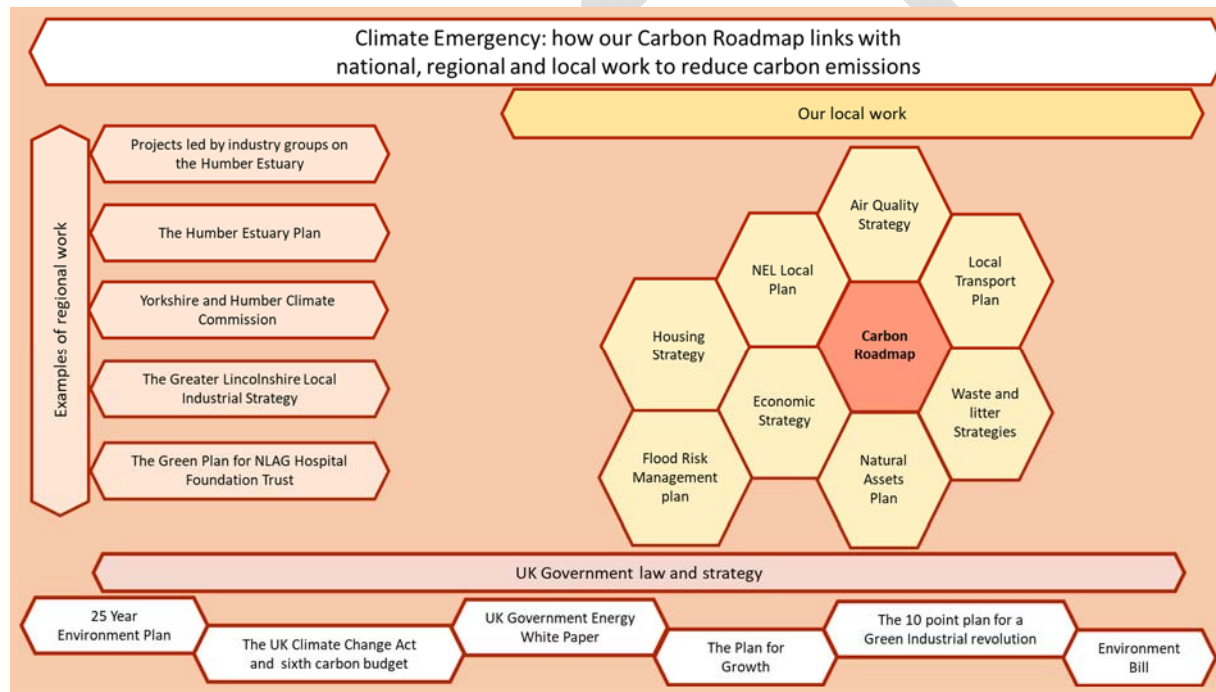 Climate Emergency: how our Carbon Roadmap links with
national, regional and local work to reduce carbon emissions
Our local work
Examples of regional work
Projects led by industry groups on
the Humber Estuary
The Humber Estuary Plan
Yorkshire and Humber Climate
Commission
The Greater Lincolnshire Local
Industrial Strategy
The Green Plan for NLAG Hospital
Foundation Trust
Air Quality
Strategy
NEL Local
Plan
Local
Transport
Plan
Housing
Strategy
Carbon
Roadmap
Economic
Strategy
Waste and
litter
Strategies
Flood Risk
Management
plan
Natural
Assets
Plan
UK Government law and strategy
25 Year
Environment Plan
The UK Climate Change Act
and sixth carbon budget
UK Government Energy
White Paper
The Plan for
Growth
The 10 point plan for a
Green Industrial revolution
Environment
Bill